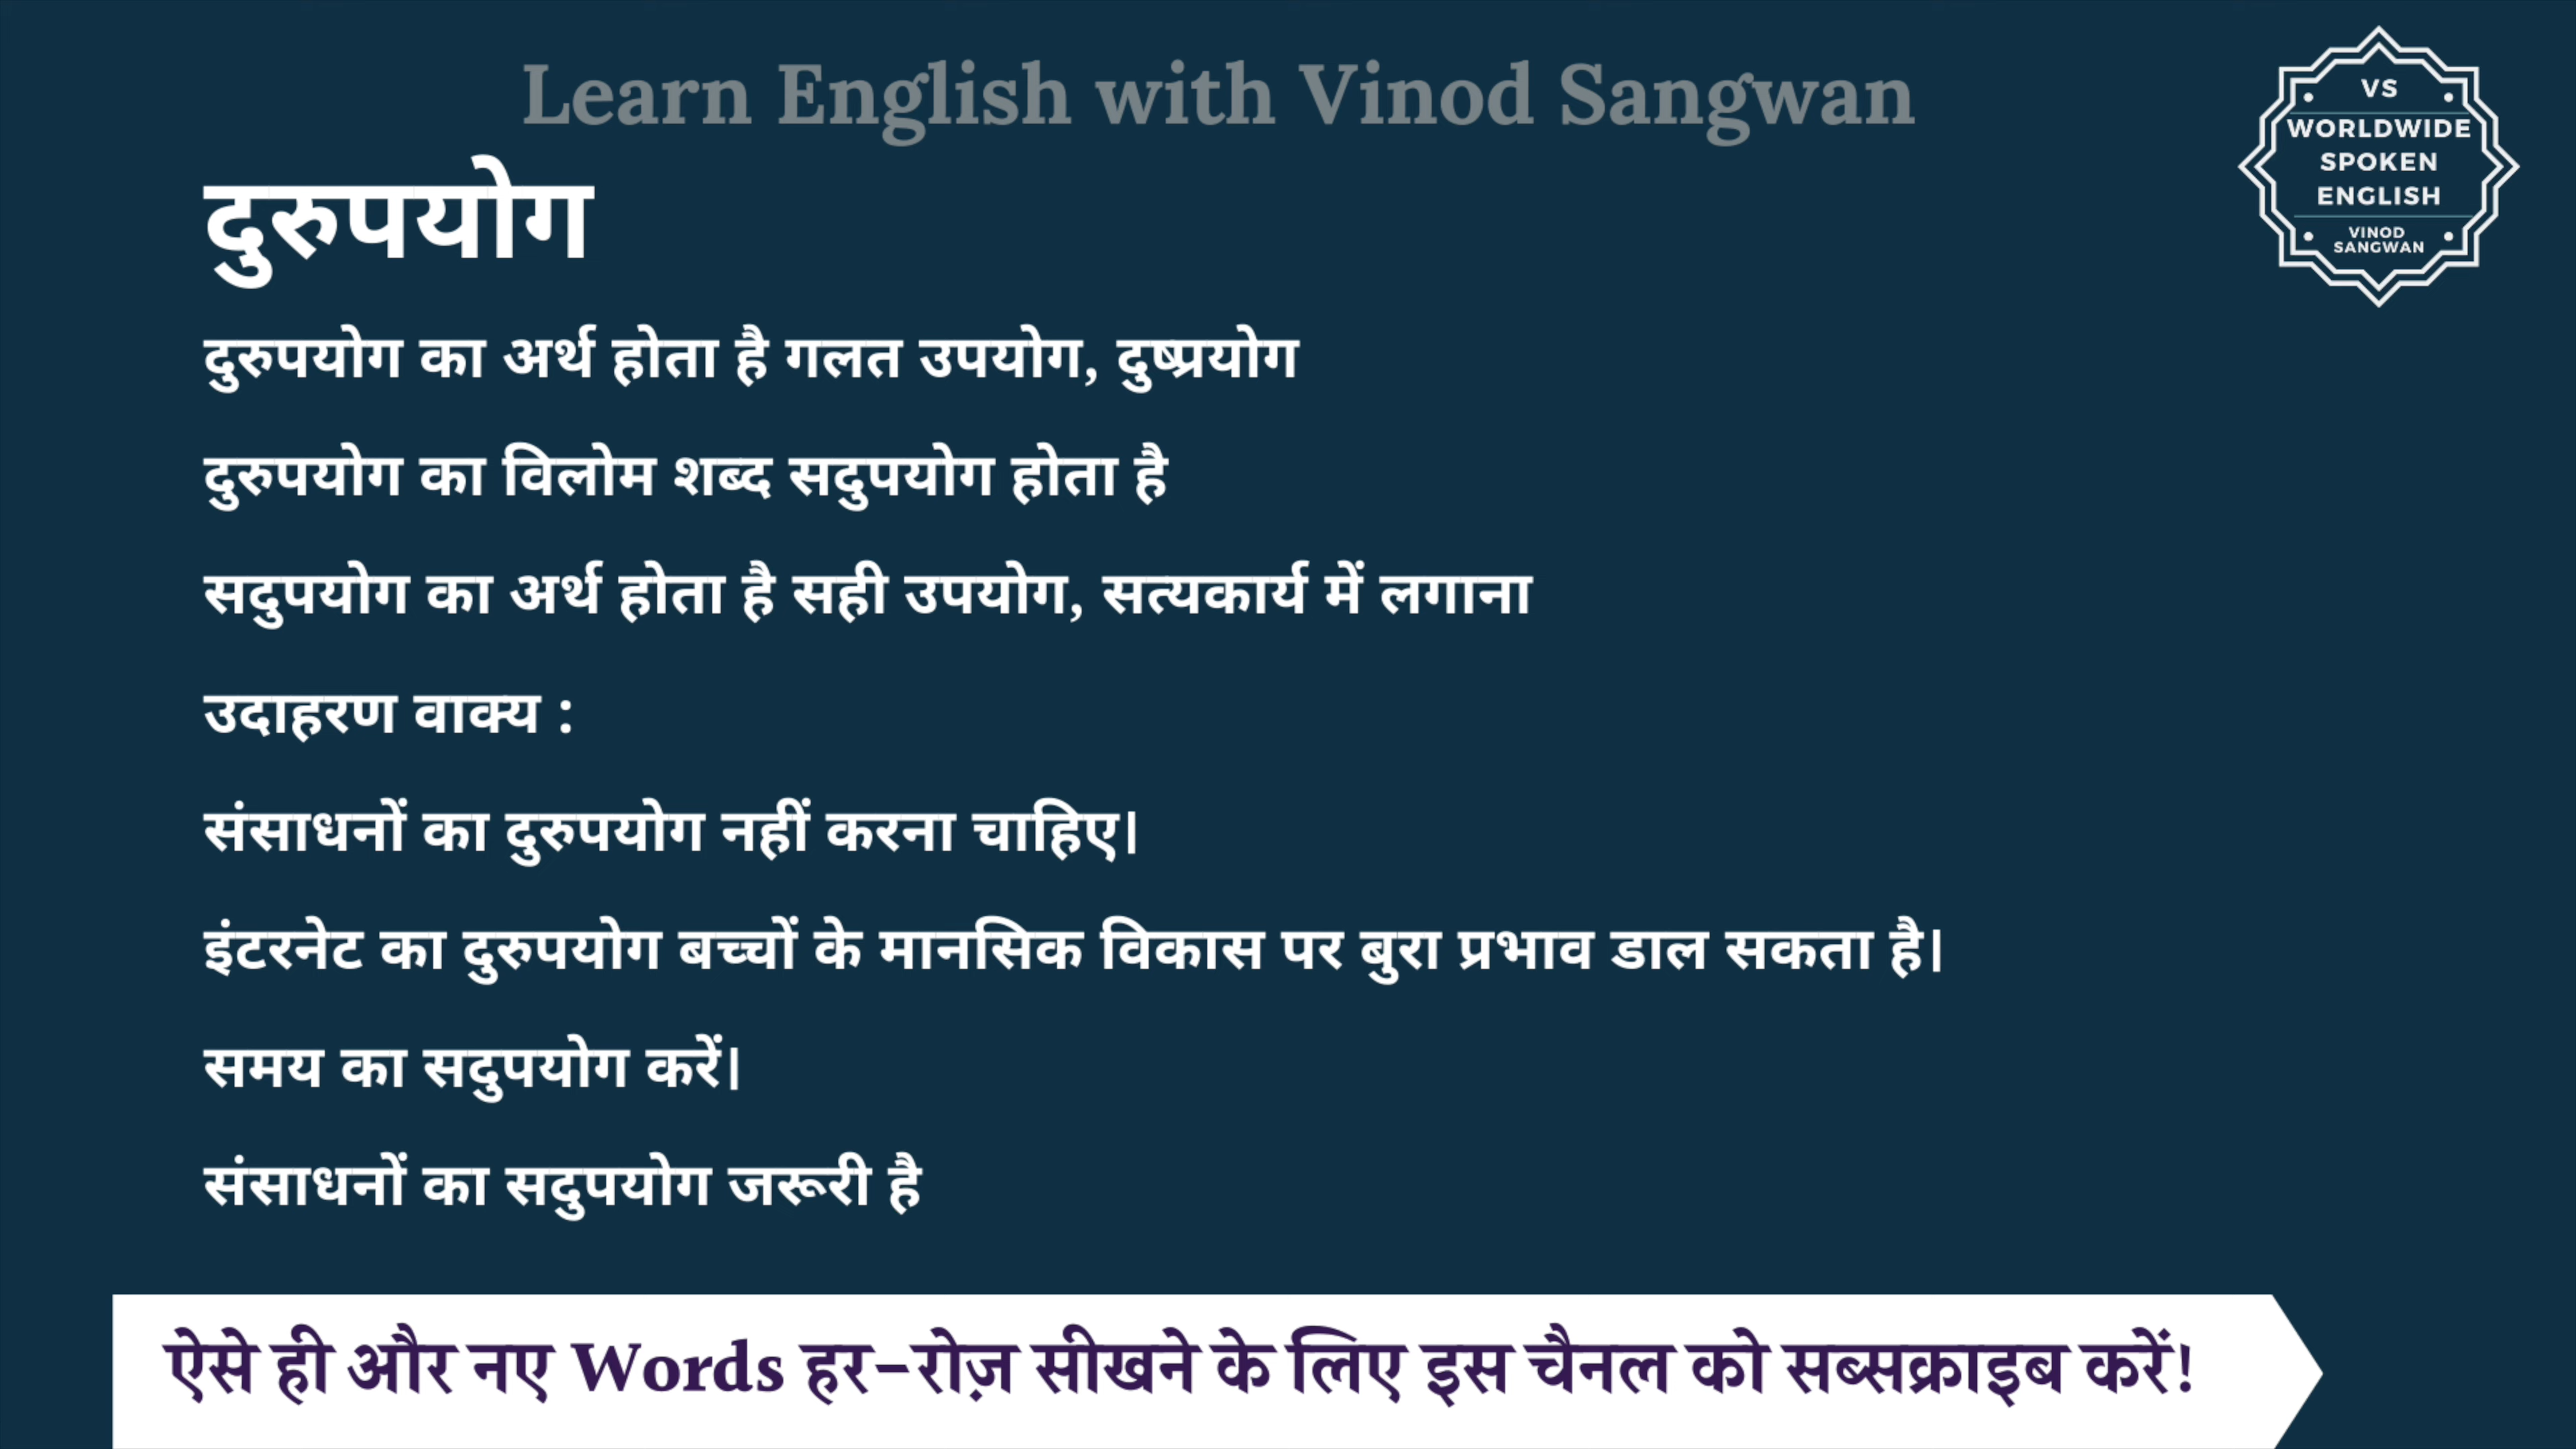 Learn English with Vinod Sangwan
VS
WORLDWIDE
SPOKEN
ENGLISH
VINOD
SANGWAN
दुरुपयोग
दुरुपयोग का अर्थ होता है गलत उपयोग, दुष्प्रयोग
दुरुपयोग का विलोम शब्द सदुपयोग होता है
सदुपयोग का अर्थ होता है सही उपयोग, सत्यकार्य में लगाना
उदाहरण वाक्य :
संसाधनों का दुरुपयोग नहीं करना चाहिए।
इंटरनेट का दुरुपयोग बच्चों के मानसिक विकास पर बुरा प्रभाव डाल सकता है।
समय का सदुपयोग करें।
संसाधनों का सदुपयोग जरूरी है
ऐसे ही और नए Words हर-रोज़ सीखने के लिए इस चैनल को सब्सक्राइब करें!